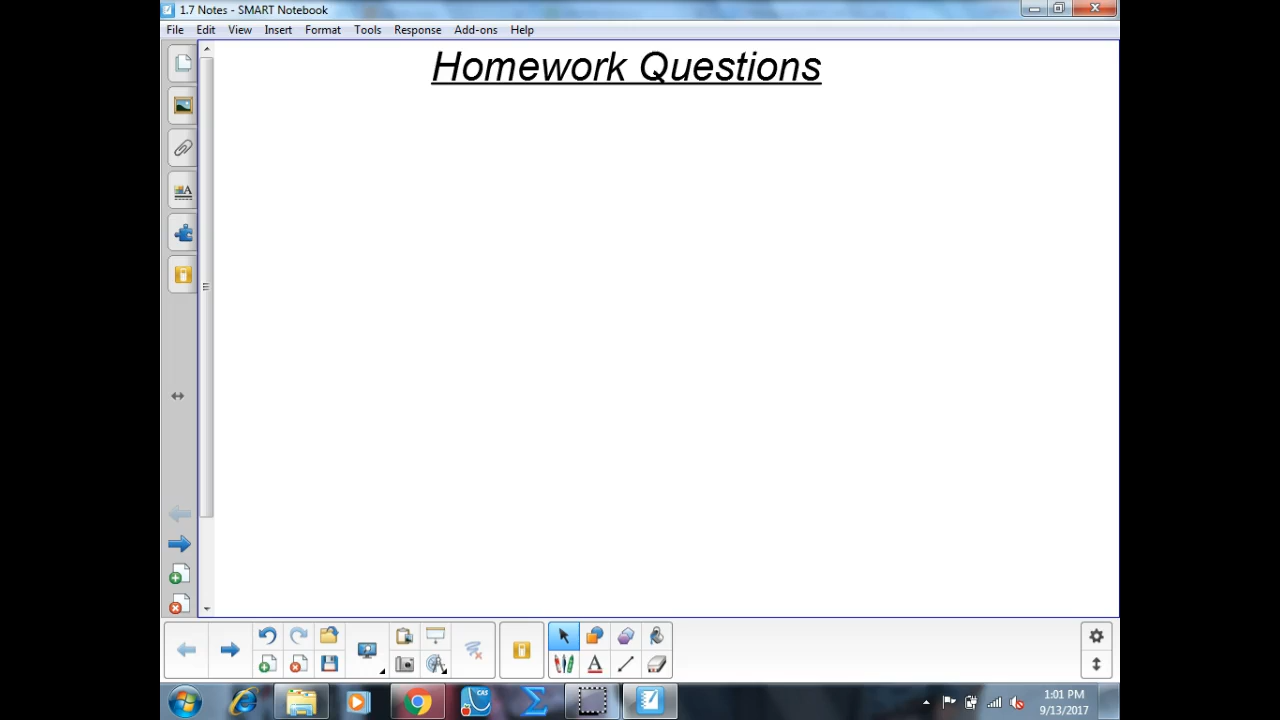 1.7 Notes - SMART Notebook
File Edit View Insert Format Tools Response Add-ons Help
Homework Questions
A
A
CAS
1:01 PM
9/13/2017